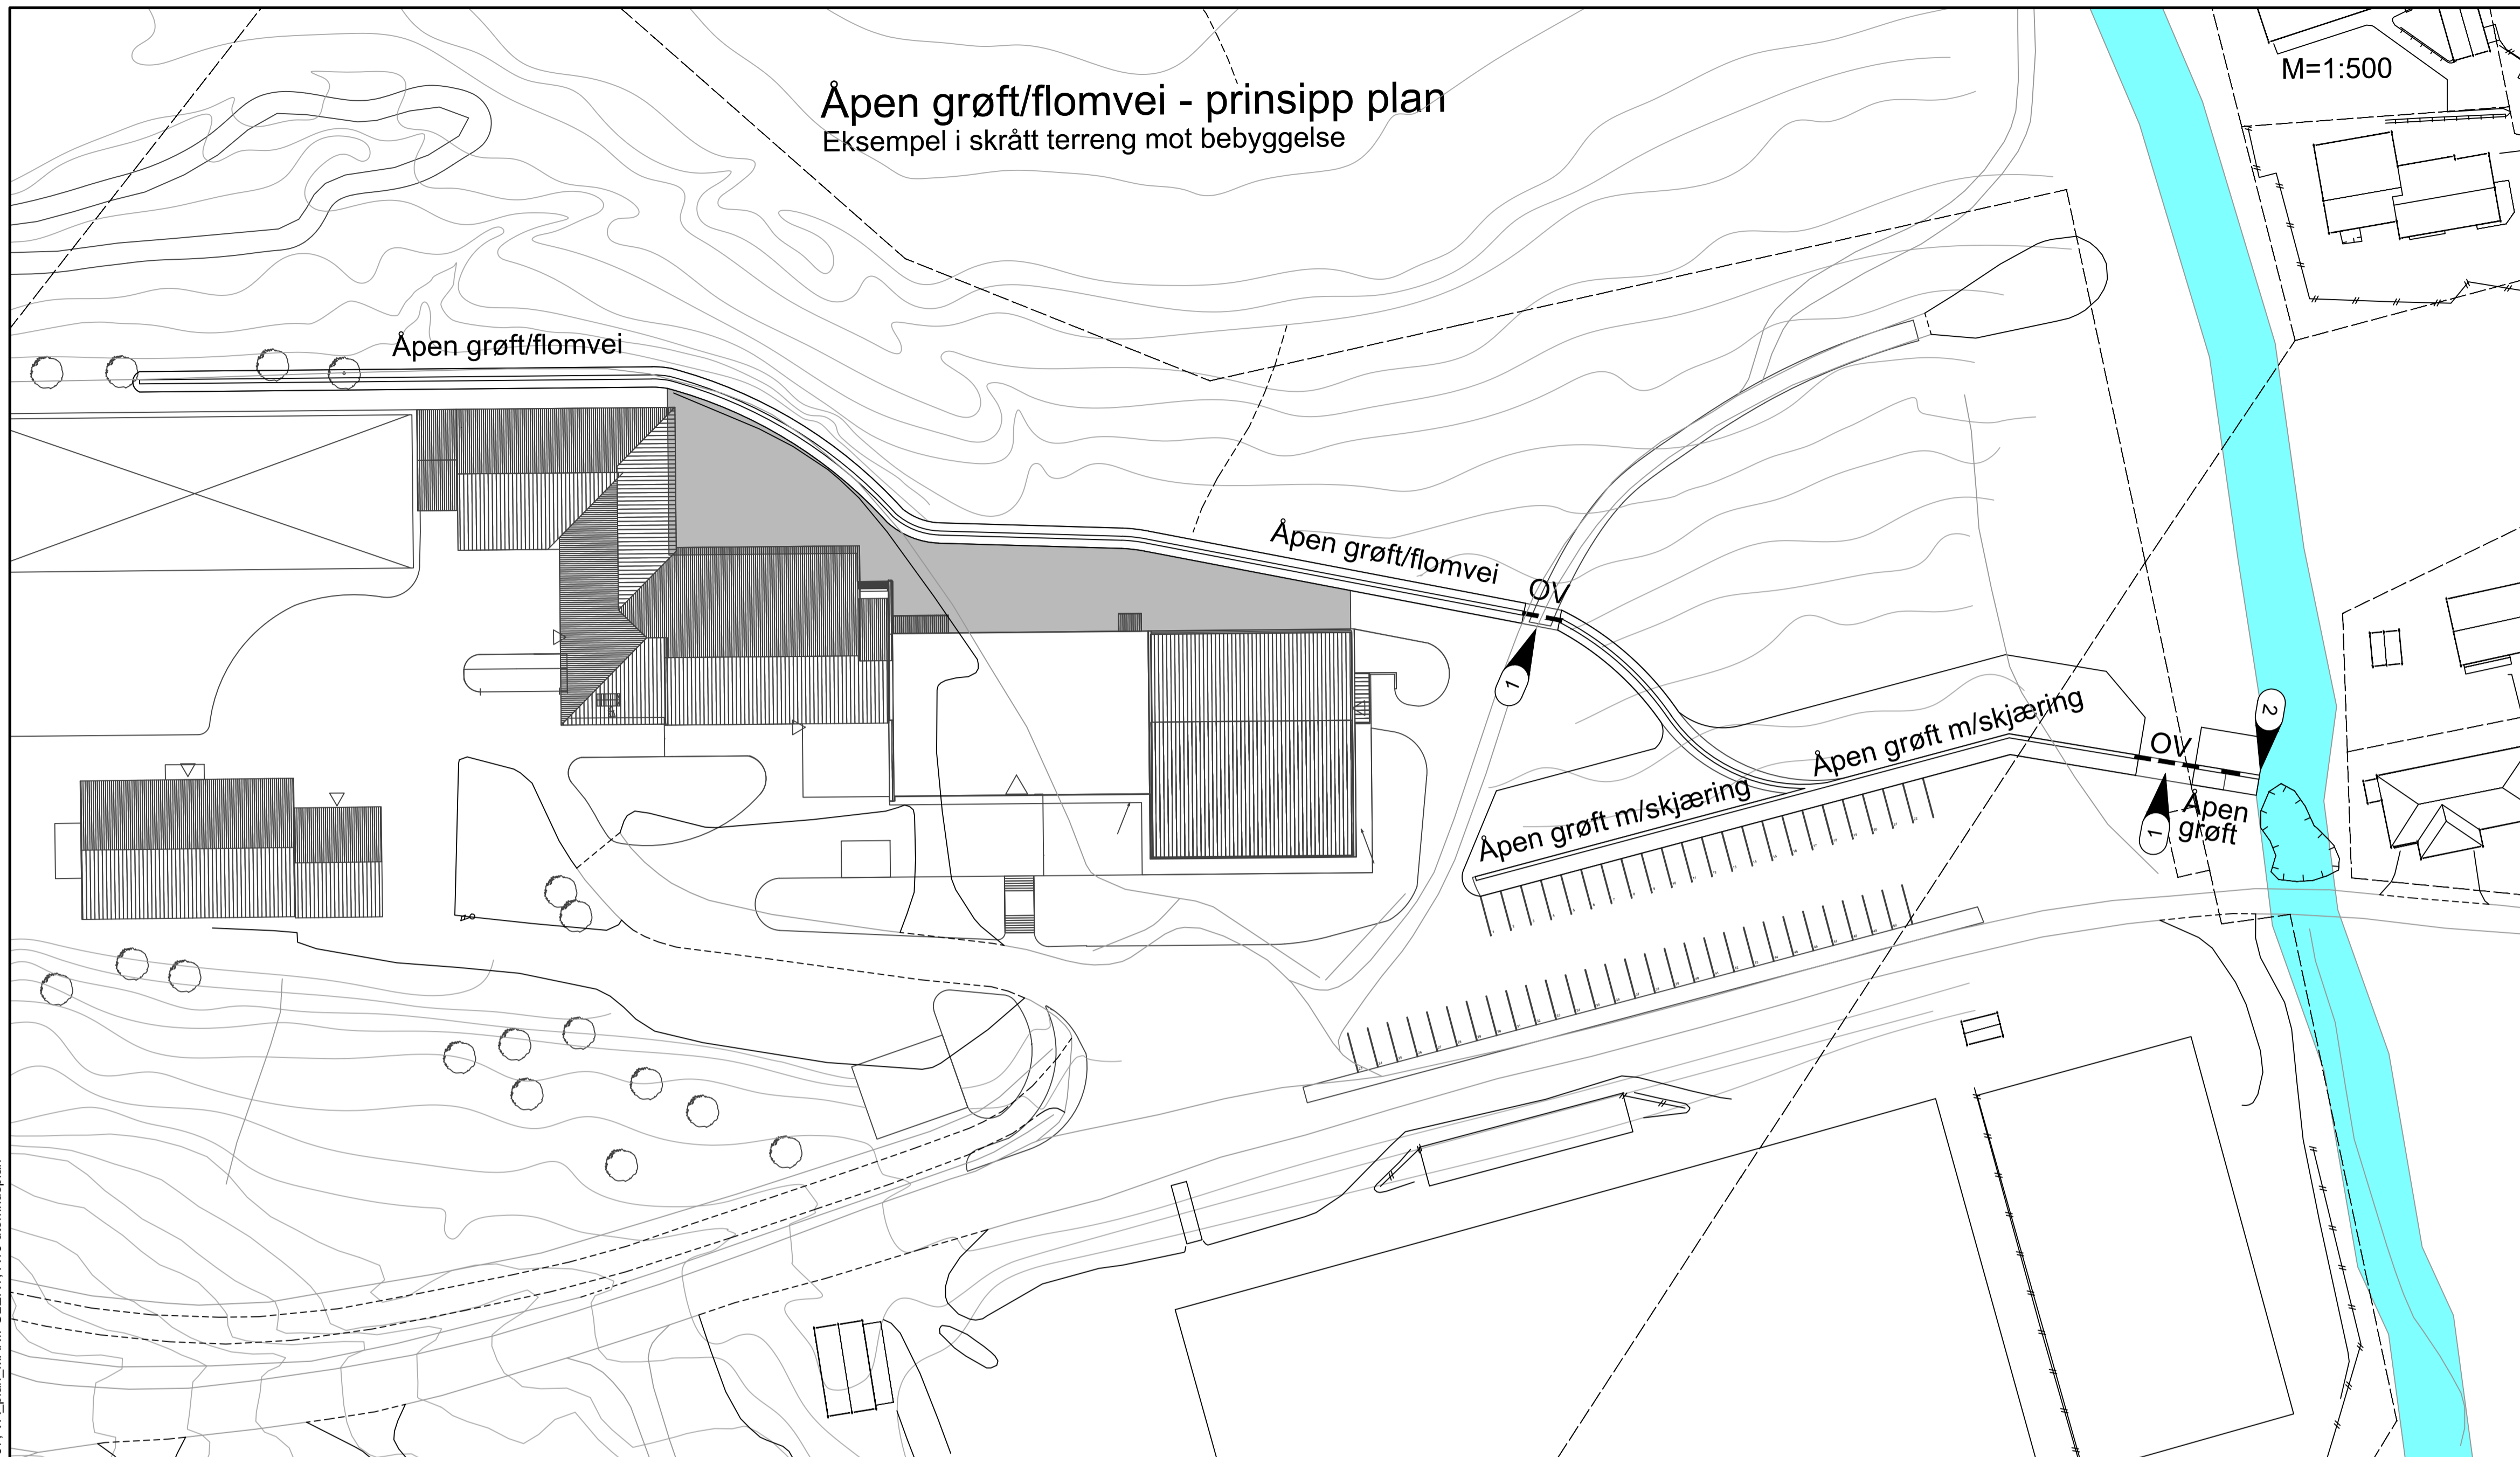 M=1:500
Åpen grøft/flomvei - prinsipp plan
Eksempel i skrått terreng mot bebyggelse
Åpen grøft/flomvei
Åpen grøft/flomvei
OV
1
Åpen grøft m/skjæring
Åpen grøft m/skjæring
OV
2
1
Åpen
grøft